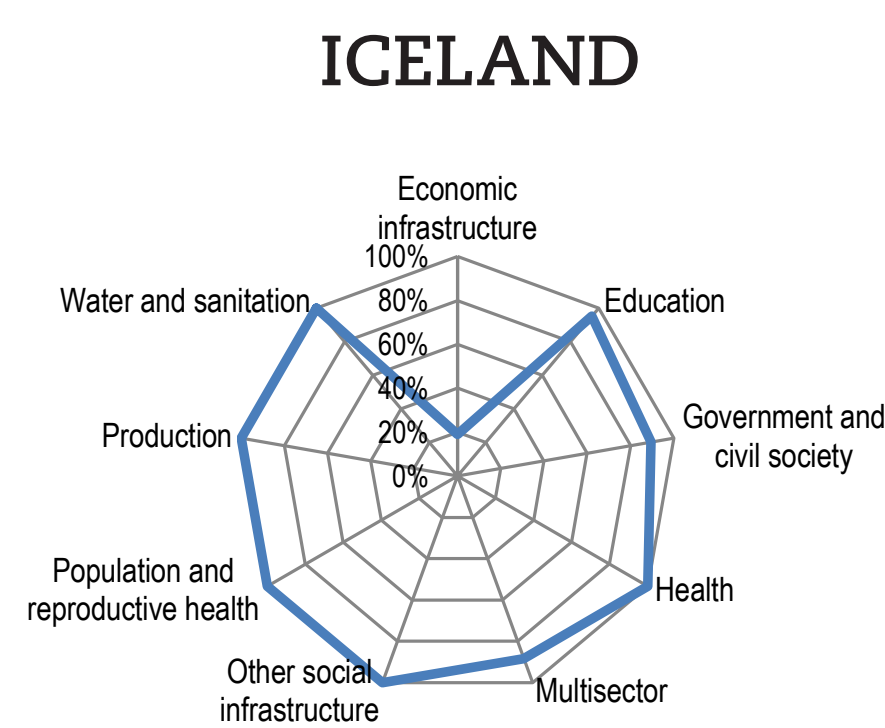 ICELAND
Economic
infrastructure
100%
Water and sanitation
80%
Education
60%
40%
Government and
civil society
Production
20%
0%
Population and
reproductive health
Health
Other social
infrastructure
Multisector